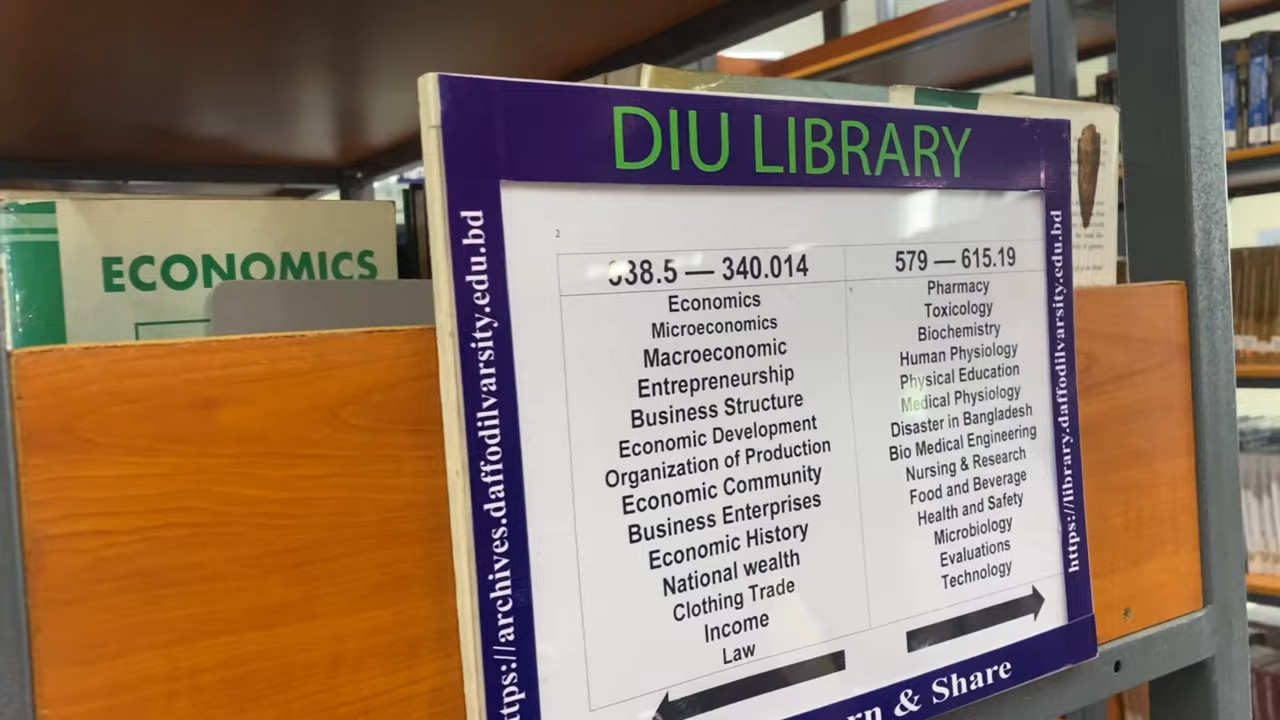 ECONOMICS
DIU LIBRARY
2
338.5 — 340.014
Economics
Microeconomics
Macroeconomic
Entrepreneurship
Business Structure
Economic Development
Organization of Production
Economic Community
Business Enterprises
Economic History
National wealth
Clothing Trade
Income
Law
579 — 615.19
Pharmacy
Toxicology
Biochemistry
Human Physiology
Physical Education
Medical Physiology
Disaster in Bangladesh
Bio Medical Engineering
Nursing & Research
Food and Beverage
Health and Safety
Microbiology
Evaluations
Technology
ttps://archives.daffodilvarsity.edu.bd
https://library.daffodilvarsity.edu.bd
rn & Share